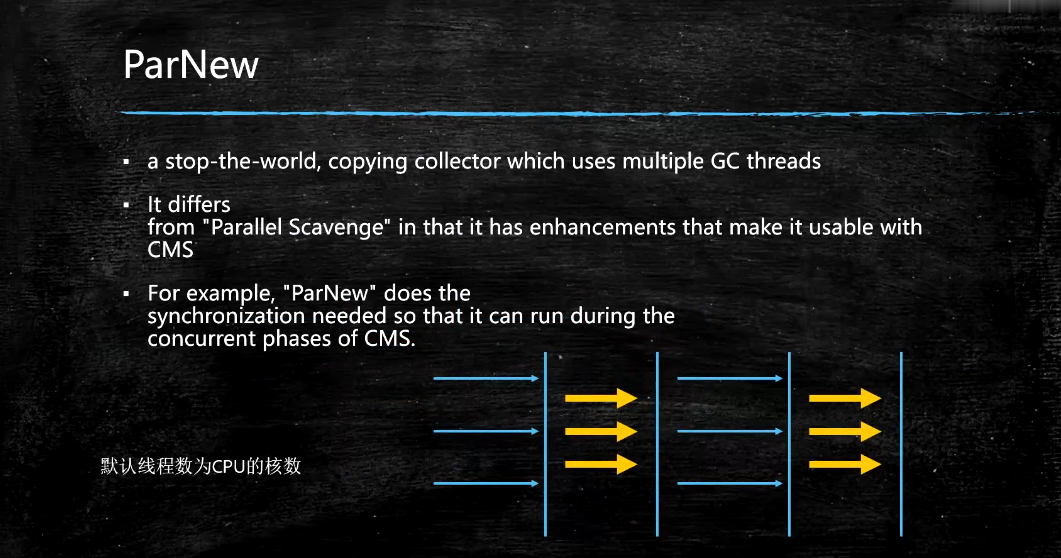 ParNew
▪ a stop-the-world, copying collector which uses multiple GC threads
▪ It differs
from "Parallel Scavenge" in that it has enhancements that make it usable with
CMS
▪ For example, "ParNew" does the
synchronization needed so that it can run during the
concurrent phases of CMS.
默认线程数为CPU的核数